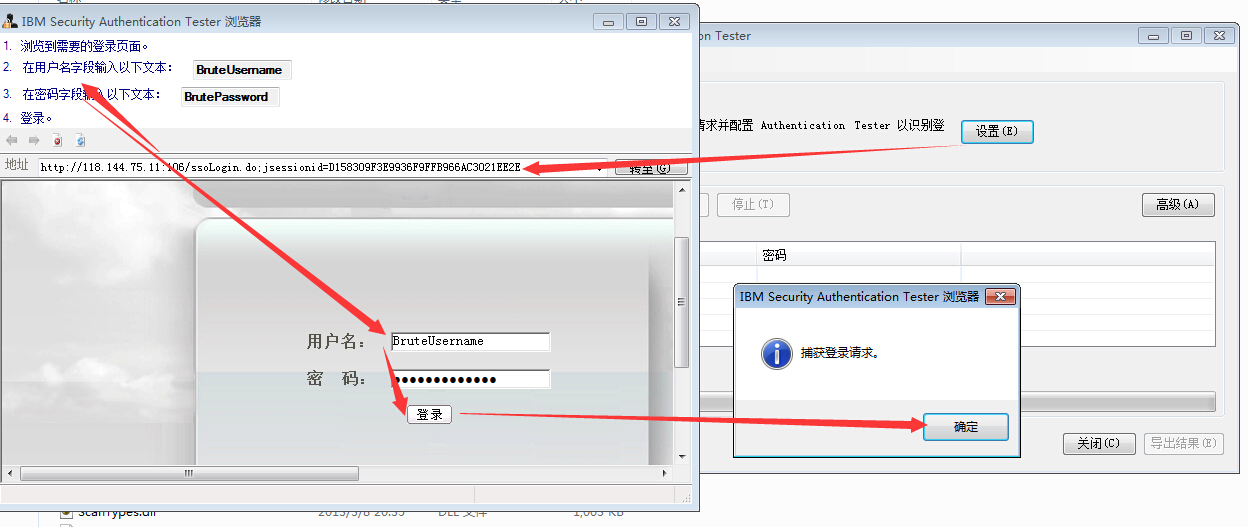 IBM Security Authentication Tester 浏览器
1. 浏览到需要的登录页面。
2. 在用户名字段输入以下文本： BruteUsername
3. 在密码字段输入以下文本： BrutePassword
4. 登录。
地址 http://118.144.75.11:106/ssoLogin.do;jsessionid=D158309F3E9936F9FFB966AC3021EE2E 转至(G)
用户名： BruteUsername
密 码： ●●●●●●●●●●●●●
登录
Tester
求并配置 Authentication Tester 以识别登
设置(E)
停止(T)
高级(A)
密码
IBM Security Authentication Tester 浏览器
捕获登录请求。
确定
关闭(C) 导出结果(E)
ScanTypes.dll 2013/3/8 20:35 DLL 文件 1,003 KB